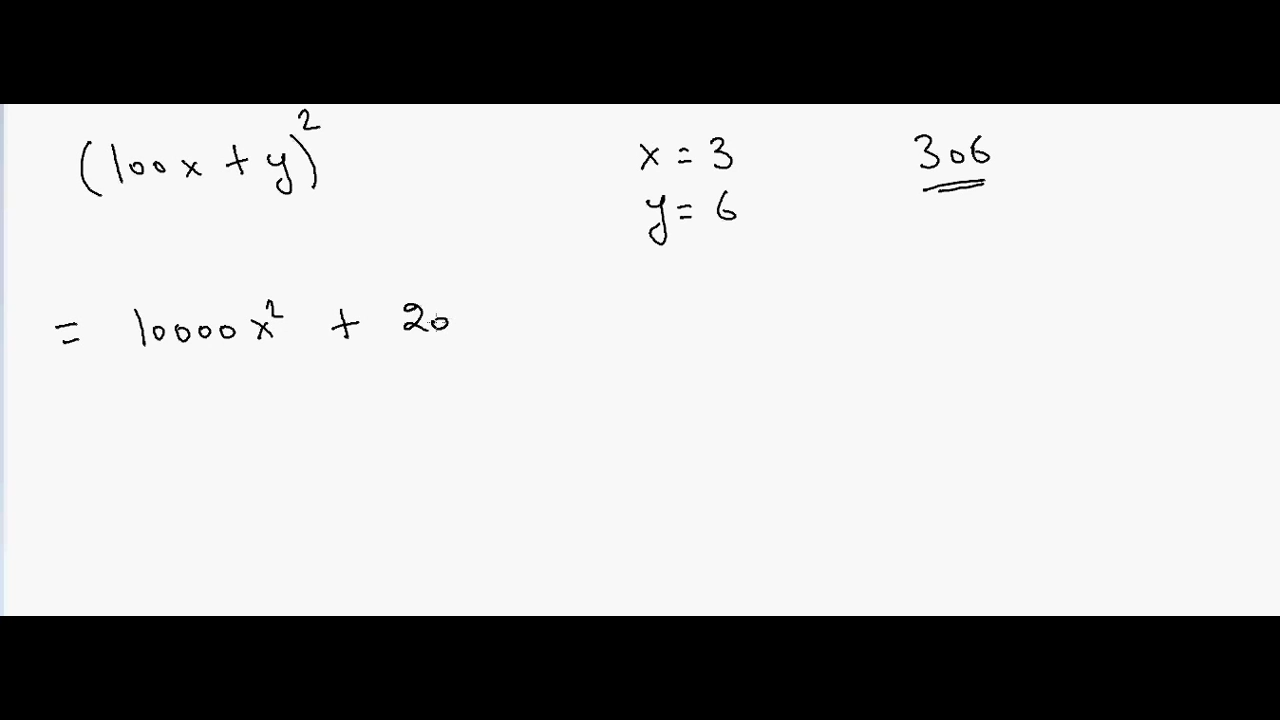 (100x + y)²
x = 3
y = 6
306
= 10000x² + 20